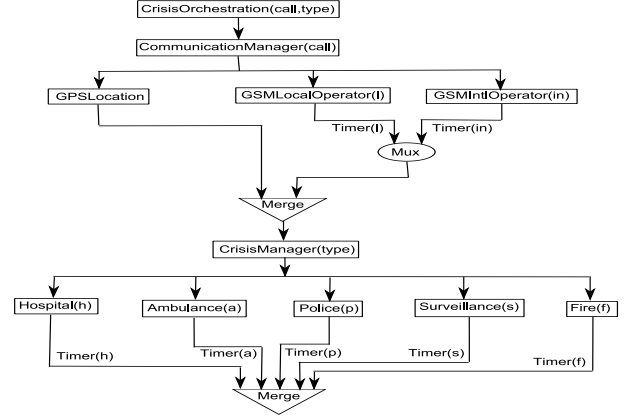 CrisisOrchestration(call,type)
CommunicationManager(call)
GPSLocation
GSMLocalOperator(l)
GSMIntlOperator(in)
Timer(l)
Timer(in)
Mux
Merge
CrisisManager(type)
Hospital(h)
Ambulance(a)
Police(p)
Surveillance(s)
Fire(f)
Timer(h)
Timer(a)
Timer(p)
Timer(s)
Timer(f)
Merge